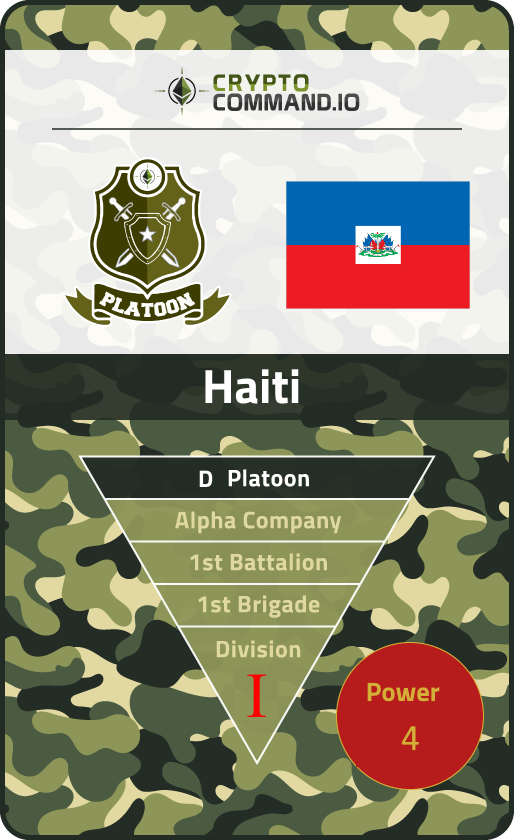 CRYPTO
COMMAND.IO
PLATOON
Haiti
D Platoon
Alpha Company
1st Battalion
1st Brigade
Division
I
Power
4